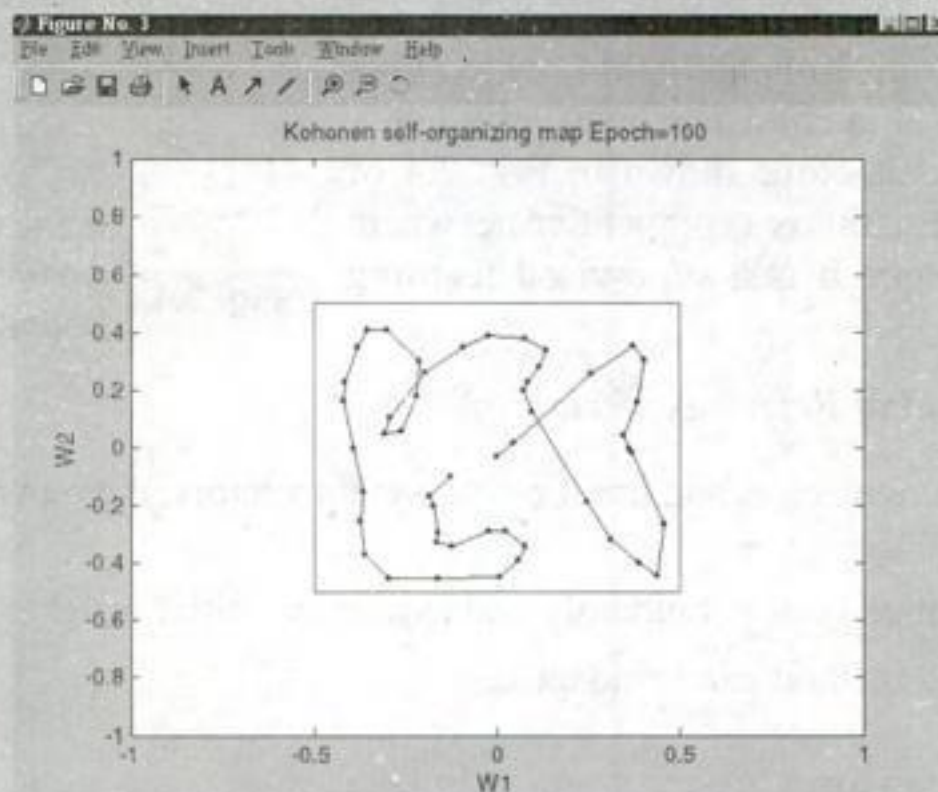 Figure No. 3
File Edit View Insert Tools Window Help
A
Kohonen self-organizing map Epoch=100
1
0.8
0.6
0.4
0.2
0
-0.2
-0.4
-0.6
-0.8
-1
W2
-1 -0.5 0 0.5 1
W1